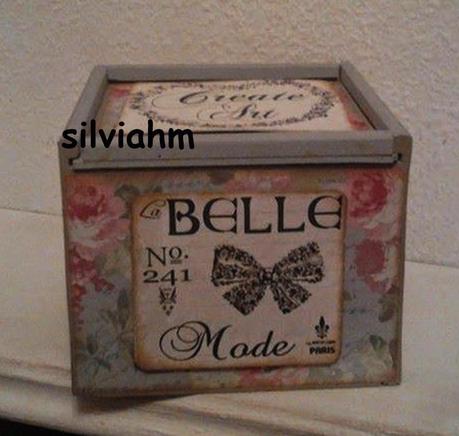 Create
Art
silviahm
La
BELLE
No.
241
Mode
PARIS